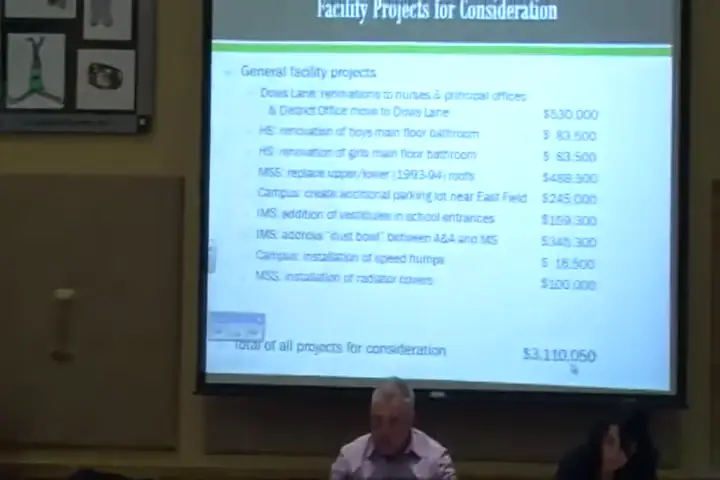 Facility Projects for Consideration
General facility projects
Dows Lane: renovations to nurses & principal offices
& District Office move to Dows Lane $530,000
HS: renovation of boys main floor bathroom $ 83,500
HS: renovation of girls main floor bathroom $ 83,500
MSS: replace upper/lower (1993-94) roofs
Campus: create additional parking lot near East Field $245,000
IMS: addition of vestibules in school entrances $159,300
IMS: address "dust bowl" between A&A and MS $345,300
Campus: installation of speed humps $ 16,500
MSS: installation of radiator covers $100,000
Total of all projects for consideration $3,110,050